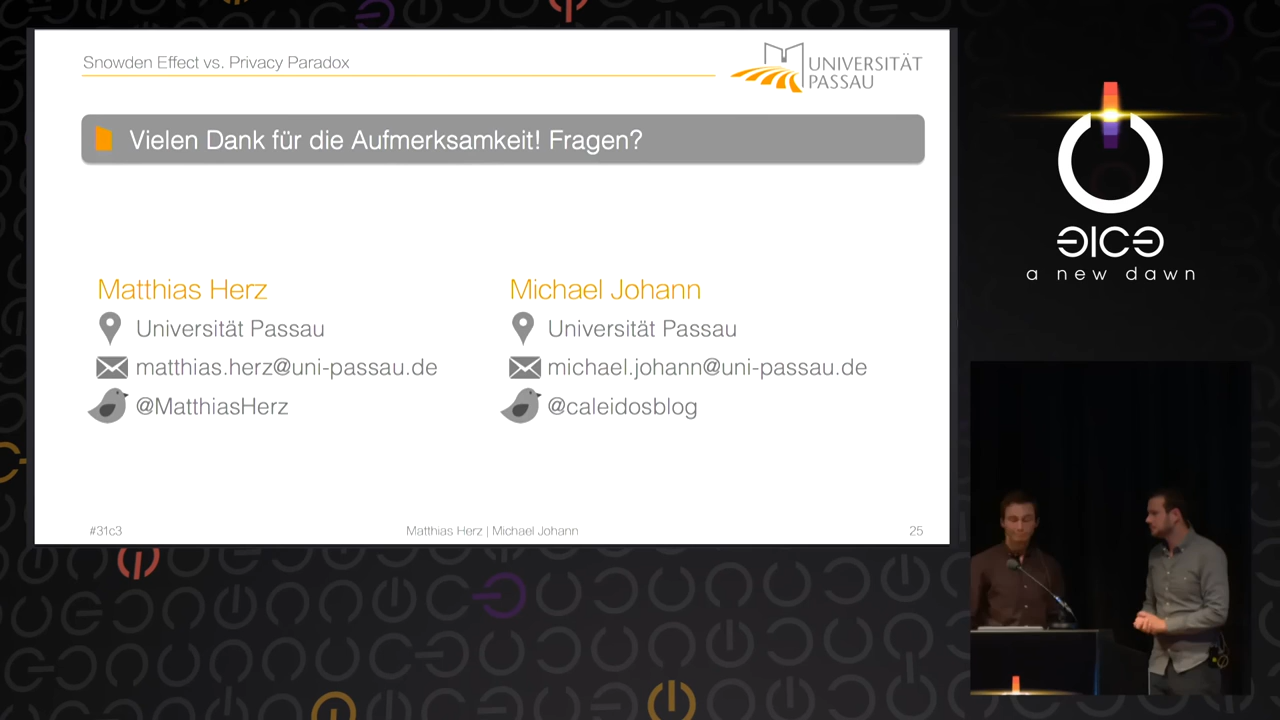 Snowden Effect vs. Privacy Paradox
UNIVERSITÄT
PASSAU
Vielen Dank für die Aufmerksamkeit! Fragen?
Matthias Herz
Universität Passau
matthias.herz@uni-passau.de
@MatthiasHerz
Michael Johann
Universität Passau
michael.johann@uni-passau.de
@caleidosblog
#31c3
Matthias Herz | Michael Johann
25
31C3
a new dawn